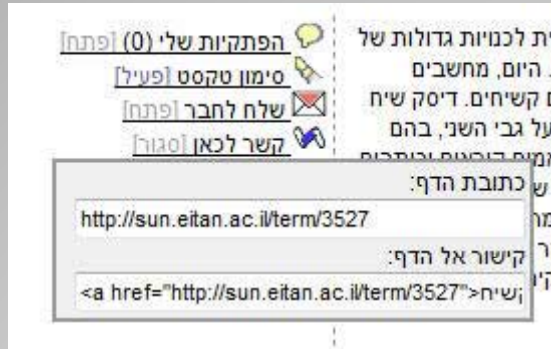 הפתקיות שלי (0) [פתח]
סימון טקסט [פעיל]
שלח לחבר [פתח]
קשר לכאן [סגור]
ית לכנויות גדולות של
היום, מחשבים
קשיחים. דיסק שיח
על גבי השני, בהם
כתובת הדף:
http://sun.eitan.ac.il/term/3527
קישור אל הדף:
<a href="http://sun.eitan.ac.il/term/3527">קשיח